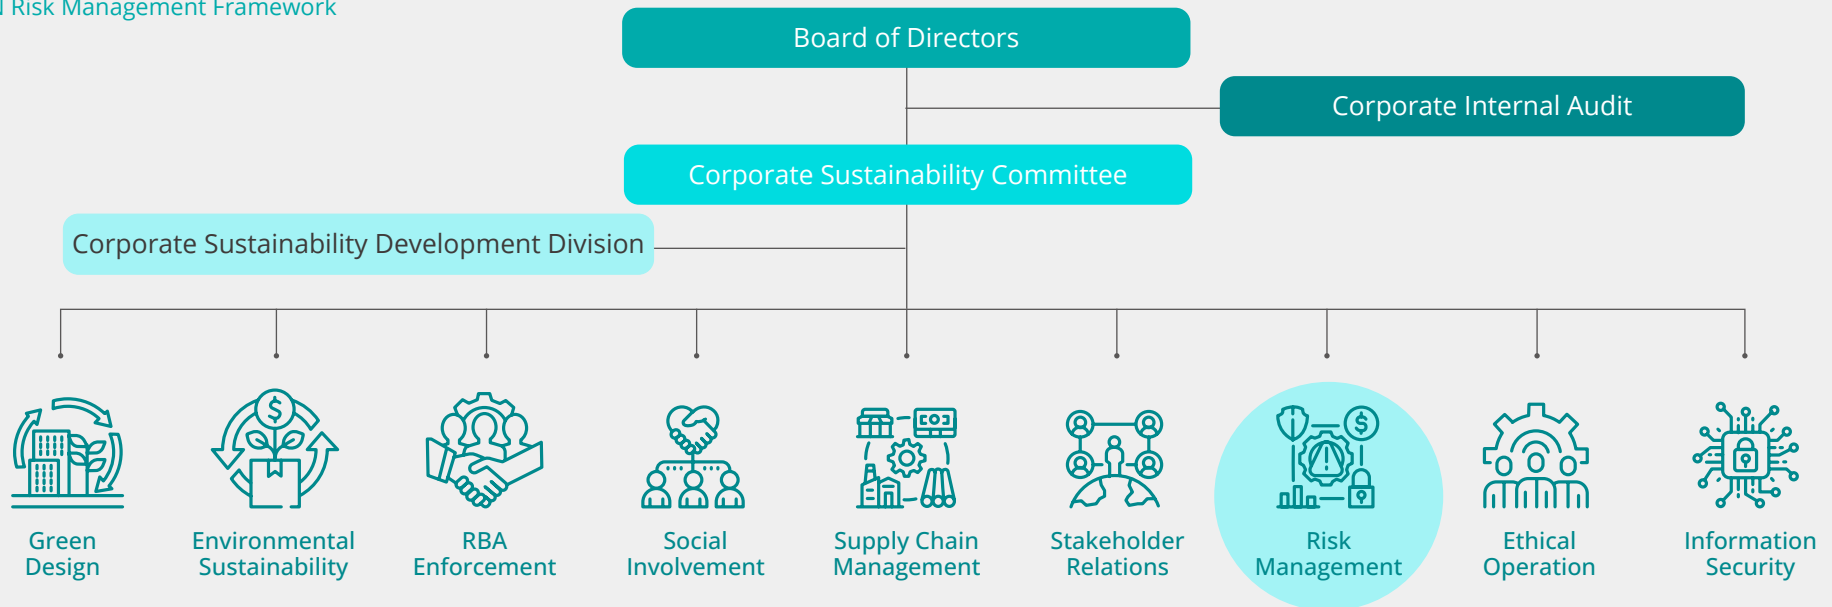 Risk Management Framework
Board of Directors
Corporate Internal Audit
Corporate Sustainability Committee
Corporate Sustainability Development Division
Green
Design
Environmental
Sustainability
RBA
Enforcement
Social
Involvement
Supply Chain
Management
Stakeholder
Relations
Risk
Management
Ethical
Operation
Information
Security